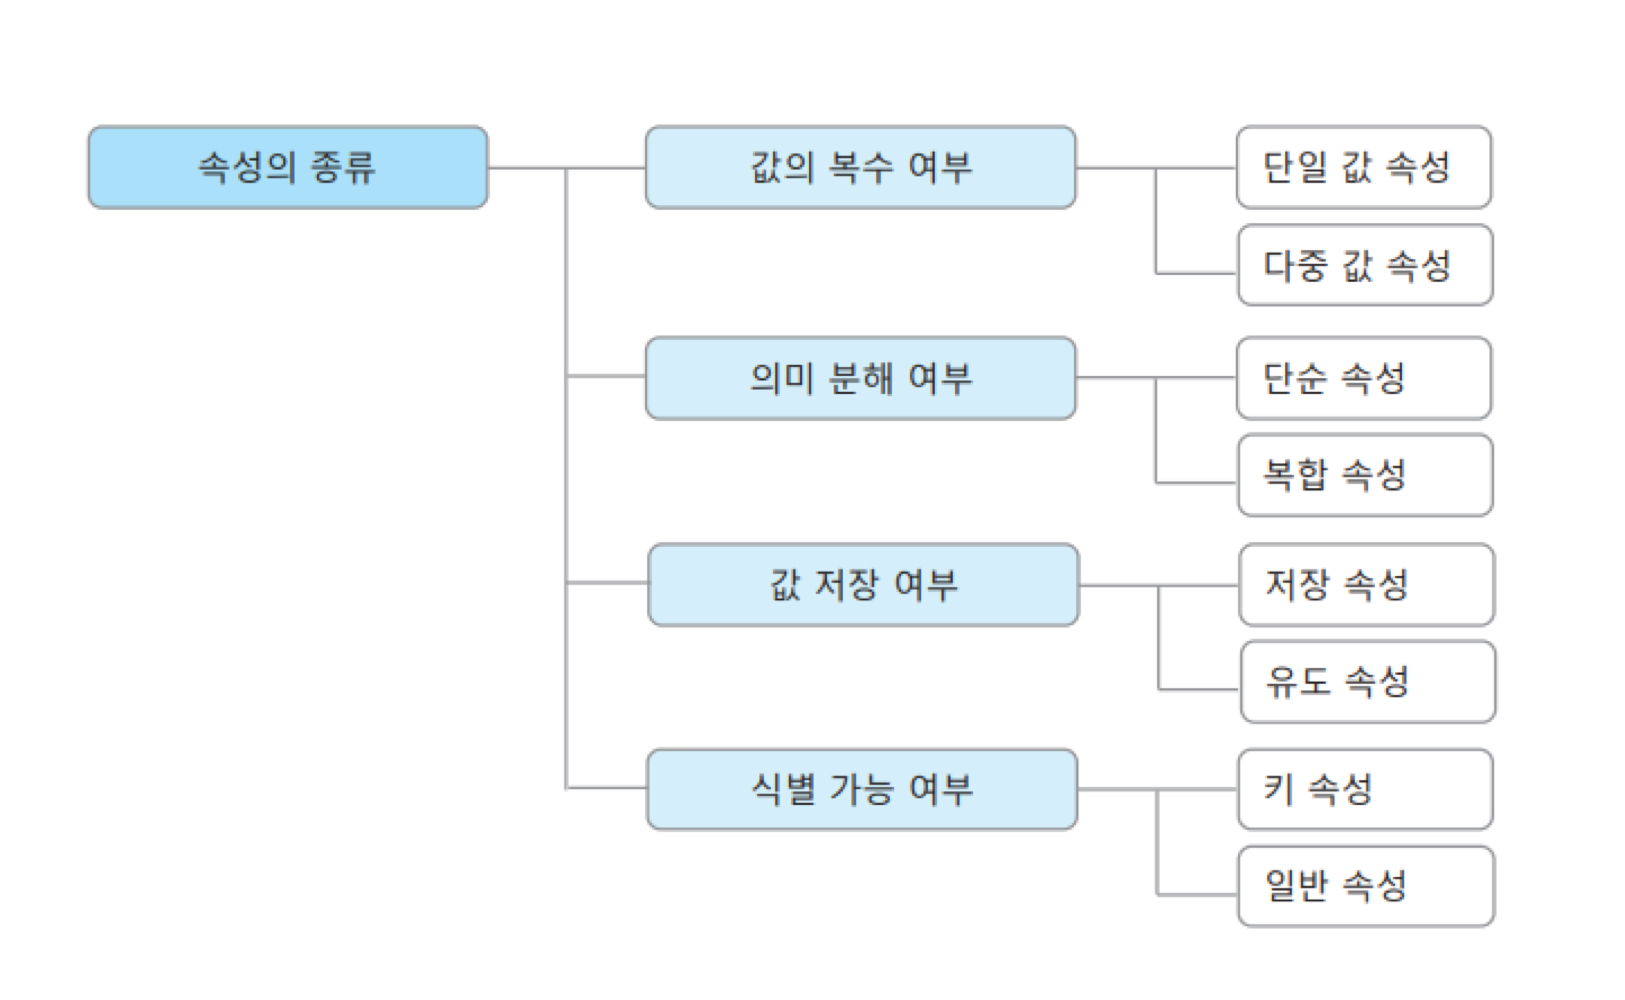 속성의 종류
값의 복수 여부
단일 값 속성
다중 값 속성
의미 분해 여부
단순 속성
복합 속성
값 저장 여부
저장 속성
유도 속성
식별 가능 여부
키 속성
일반 속성